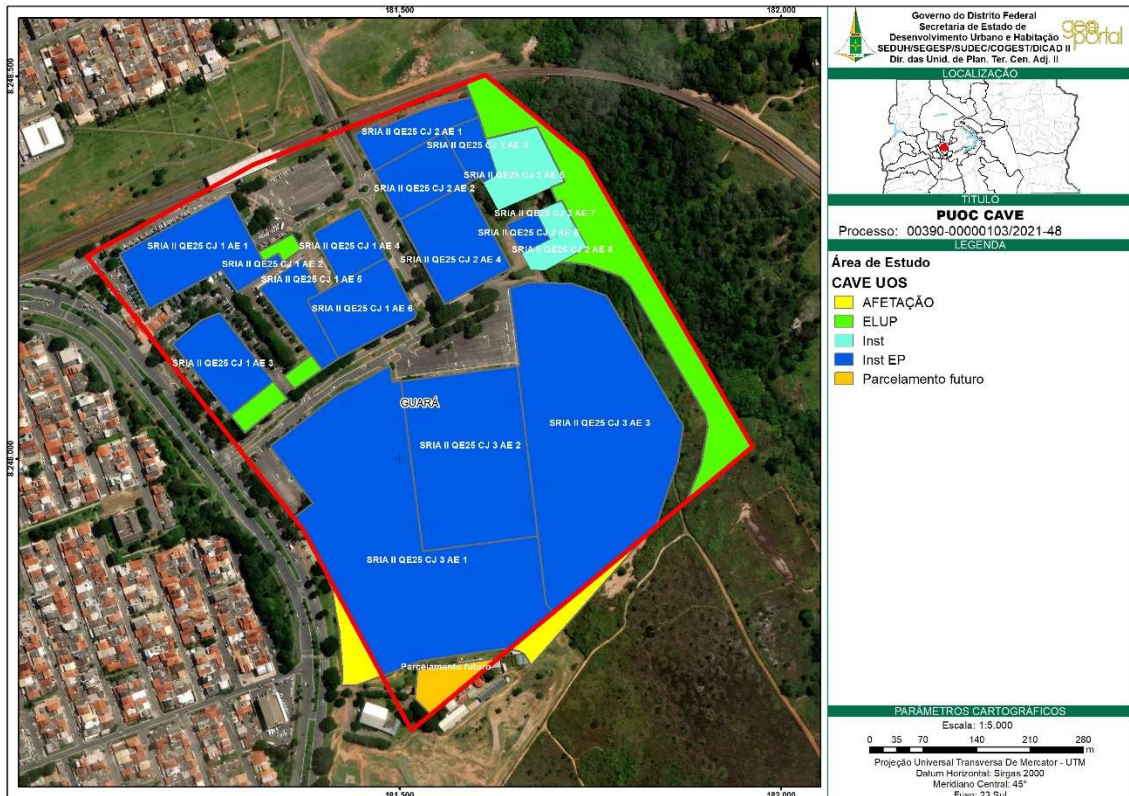 181.500
182.000
8.248.500
8.248.000
SRIA II QE25 CJ 2 AE 1
SRIA II QE25 CJ 2 AE 3
SRIA II QE25 CJ 2 AE 5
SRIA II QE25 CJ 2 AE 2
SRIA II QE25 CJ 2 AE 7
SRIA II QE25 CJ 2 AE 8
SRIA II QE25 CJ 2 AE 4
SRIA II QE25 CJ 1 AE 1
SRIA II QE25 CJ 1 AE 4
SRIA II QE25 CJ 1 AE 2
SRIA II QE25 CJ 1 AE 5
SRIA II QE25 CJ 1 AE 6
SRIA II QE25 CJ 1 AE 3
GUARÁ
SRIA II QE25 CJ 3 AE 3
SRIA II QE25 CJ 3 AE 2
SRIA II QE25 CJ 3 AE 1
Parcelamento futuro
181.500
182.000
Governo do Distrito Federal
Secretaria de Estado de
Desenvolvimento Urbano e Habitação
SEDUH/SEGESP/SUDEC/COGEST/DICAD II
Dir. das Unid. de Plan. Ter. Cen. Adj. II
geoportal
LOCALIZAÇÃO
TÍTULO
PUOC CAVE
Processo: 00390-00000103/2021-48
LEGENDA
Área de Estudo
CAVE UOS
AFETAÇÃO
ELUP
Inst
Inst EP
Parcelamento futuro
PARÂMETROS CARTOGRÁFICOS
Escala: 1:5.000
0 35 70 140 210 280
m
Projeção Universal Transversa De Mercator - UTM
Datum Horizontal: Sirgas 2000
Meridiano Central: 45°
Fuso: 23 Sul